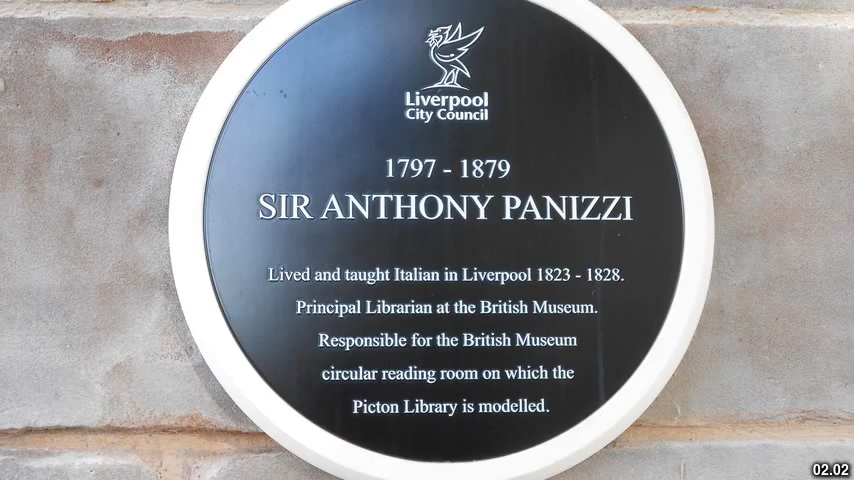 Liverpool
City Council
1797 - 1879
SIR ANTHONY PANIZZI
Lived and taught Italian in Liverpool 1823 - 1828.
Principal Librarian at the British Museum.
Responsible for the British Museum
circular reading room on which the
Picton Library is modelled.
02.02